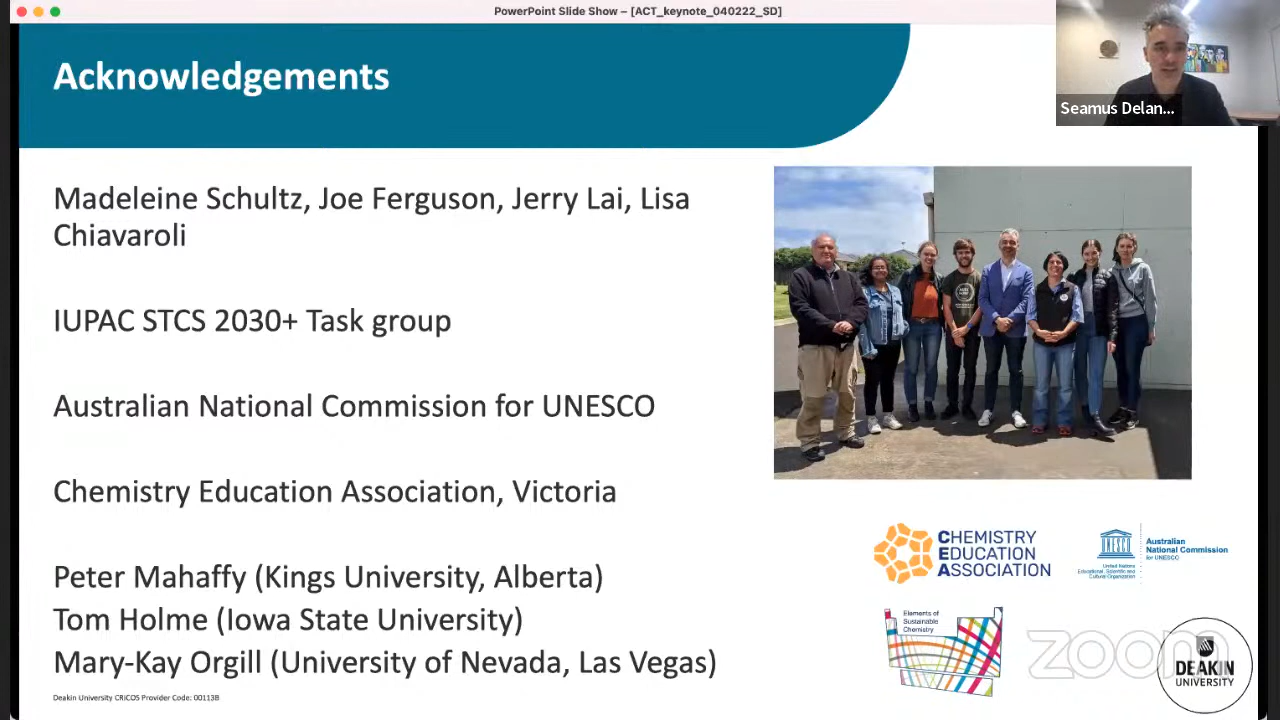 PowerPoint Slide Show – [ACT_keynote_040222_SD]
Acknowledgements
Seamus Delan...
Madeleine Schultz, Joe Ferguson, Jerry Lai, Lisa
Chiavaroli
IUPAC STCS 2030+ Task group
Australian National Commission for UNESCO
Chemistry Education Association, Victoria
Peter Mahaffy (Kings University, Alberta)
Tom Holme (Iowa State University)
Mary-Kay Orgill (University of Nevada, Las Vegas)
Deakin University CRICOS Provider Code: 00113B
CHEMISTRY
EDUCATION
ASSOCIATION
UNESCO
United Nations
Educational, Scientific and
Cultural Organization
Australian
National Commission
for UNESCO
Elements of
Sustainable
Chemistry
zoom
DEAKIN
UNIVERSITY